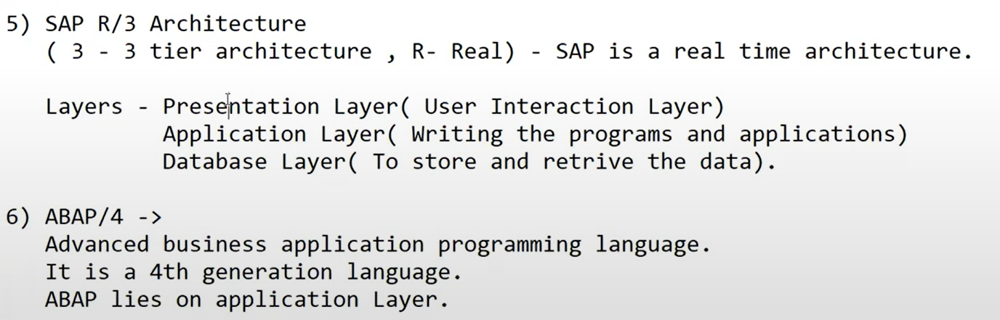 5) SAP R/3 Architecture
( 3 - 3 tier architecture , R- Real) - SAP is a real time architecture.
Layers - Presentation Layer( User Interaction Layer)
Application Layer( Writing the programs and applications)
Database Layer( To store and retrive the data).
6) ABAP/4 ->
Advanced business application programming language.
It is a 4th generation language.
ABAP lies on application Layer.